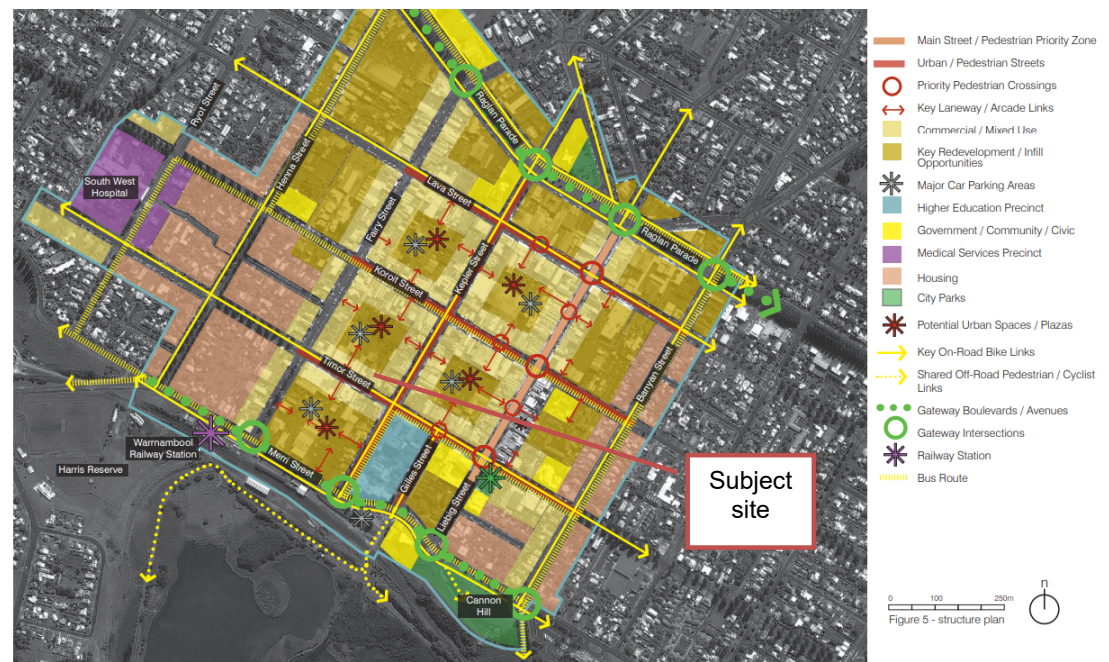 Ryot Street
Raglan Parade
South West
Hospital
Henna Street
Lava Street
Fairy Street
Kepler Street
Raglan Parade
Koroit Street
Timor Street
Banyan Street
Warrnambool
Railway Station
Merri Street
Harris Reserve
Gilles Street
Liebig Street
Cannon
Hill
Subject
site
Main Street / Pedestrian Priority Zone
Urban / Pedestrian Streets
Priority Pedestrian Crossings
Key Laneway / Arcade Links
Commercial / Mixed Use
Key Redevelopment / Infill
Opportunities
Major Car Parking Areas
Higher Education Precinct
Government / Community / Civic
Medical Services Precinct
Housing
City Parks
Potential Urban Spaces / Plazas
Key On-Road Bike Links
Shared Off-Road Pedestrian / Cyclist
Links
Gateway Boulevards / Avenues
Gateway Intersections
Railway Station
Bus Route
n
0 100 250m
Figure 5 - structure plan